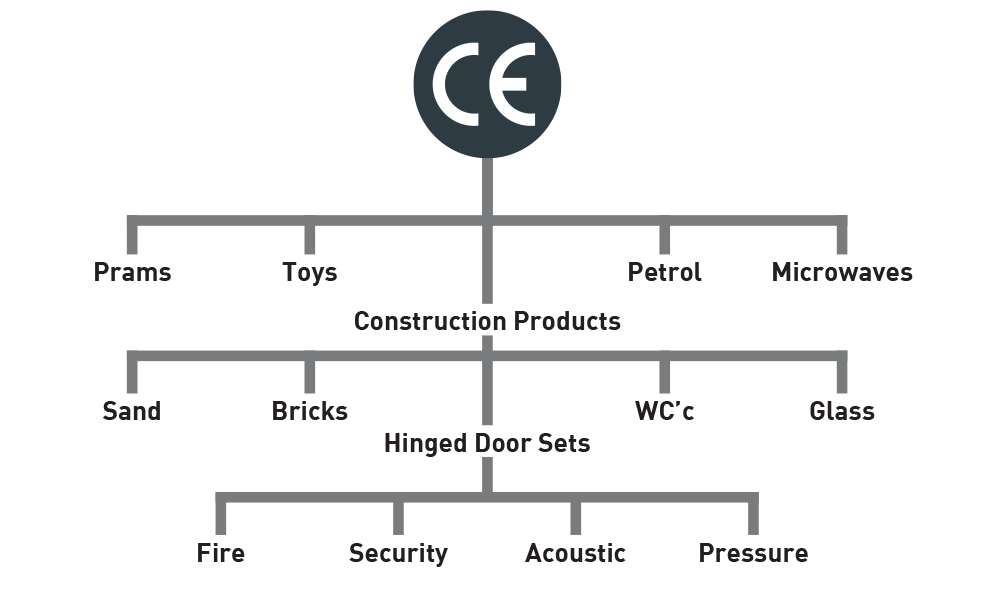 CE
Prams
Toys
Petrol
Microwaves
Construction Products
Sand
Bricks
WC’c
Glass
Hinged Door Sets
Fire
Security
Acoustic
Pressure